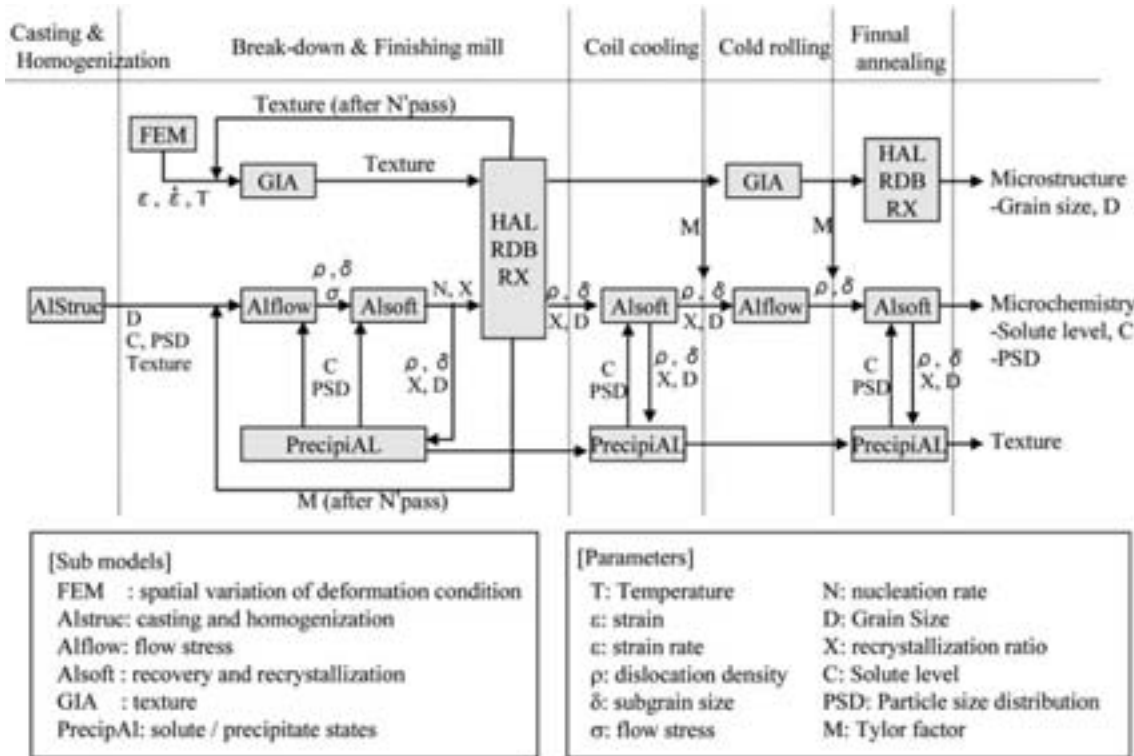 Casting &
Homogenization
Break-down & Finishing mill
Coil cooling
Cold rolling
Finnal
annealing
Texture (after N'pass)
FEM
ε , ε̇ , T
GIA
Texture
HAL
RDB
RX
GIA
HAL
RDB
RX
Microstructure
-Grain size, D
M
M
AlStruc
D
C, PSD
Texture
Alflow
ρ , δ
σ
Alsoft
N, X
ρ , δ
X, D
Alsoft
ρ , δ
X, D
Alflow
ρ , δ
Alsoft
Microchemistry
-Solute level, C
-PSD
C
PSD
ρ , δ
X, D
C
PSD
ρ , δ
X, D
C
PSD
ρ , δ
X, D
PrecipiAL
PrecipiAL
PrecipiAL
Texture
M (after N'pass)
[Sub models]
FEM : spatial variation of deformation condition
Alstruc: casting and homogenization
Alflow: flow stress
Alsoft : recovery and recrystallization
GIA : texture
PrecipAl: solute / precipitate states
[Parameters]
T: Temperature
ε: strain
ε: strain rate
ρ: dislocation density
δ: subgrain size
σ: flow stress
N: nucleation rate
D: Grain Size
X: recrystallization ratio
C: Solute level
PSD: Particle size distribution
M: Tylor factor